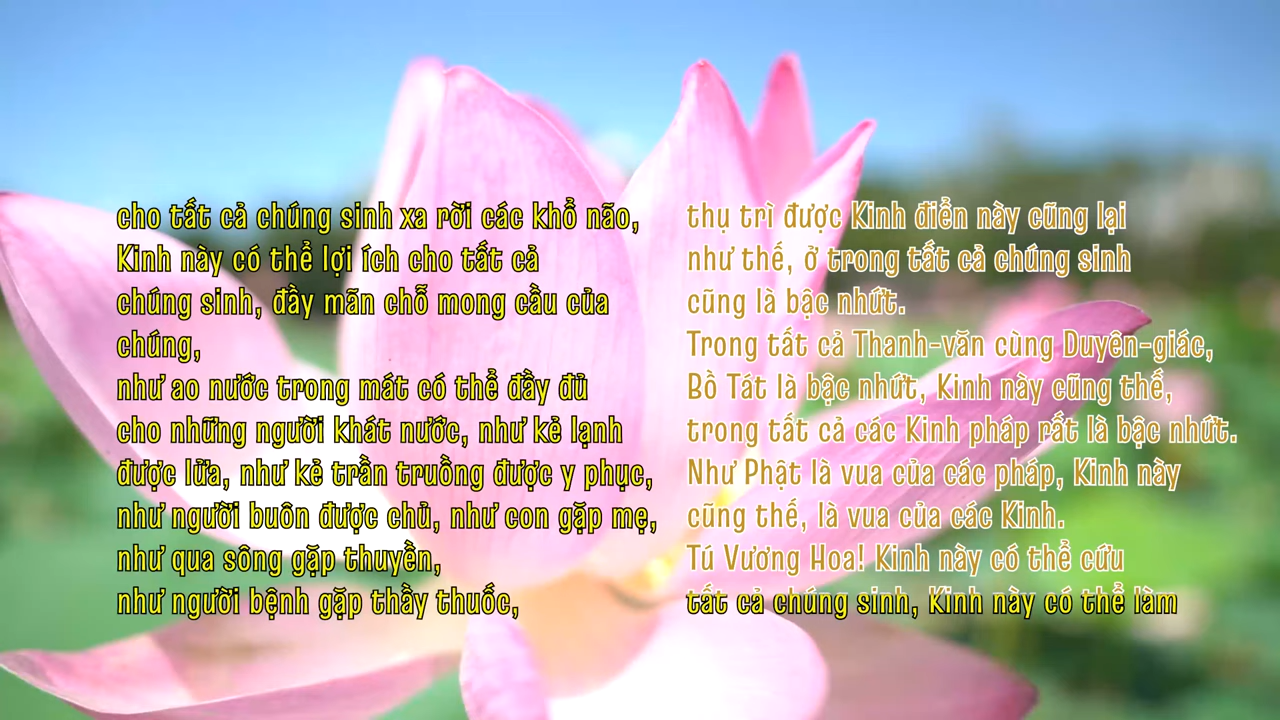 cho tất cả chúng sinh xa rời các khổ não,
Kinh này có thể lợi ích cho tất cả
chúng sinh, đầy mãn chỗ mong cầu của
chúng,
như ao nước trong mát có thể đầy đủ
cho những người khát nước, như kẻ lạnh
được lửa, như kẻ trần truồng được y phục,
như người buôn được chủ, như con gặp mẹ,
như qua sông gặp thuyền,
như người bệnh gặp thầy thuốc,
thụ trì được Kinh điển này cũng lại
như thế, ở trong tất cả chúng sinh
cũng là bậc nhứt.
Trong tất cả Thanh-văn cùng Duyên-giác,
Bồ Tát là bậc nhứt, Kinh này cũng thế,
trong tất cả các Kinh pháp rất là bậc nhứt.
Như Phật là vua của các pháp, Kinh này
cũng thế, là vua của các Kinh.
Tú Vương Hoa! Kinh này có thể cứu
tất cả chúng sinh, Kinh này có thể làm